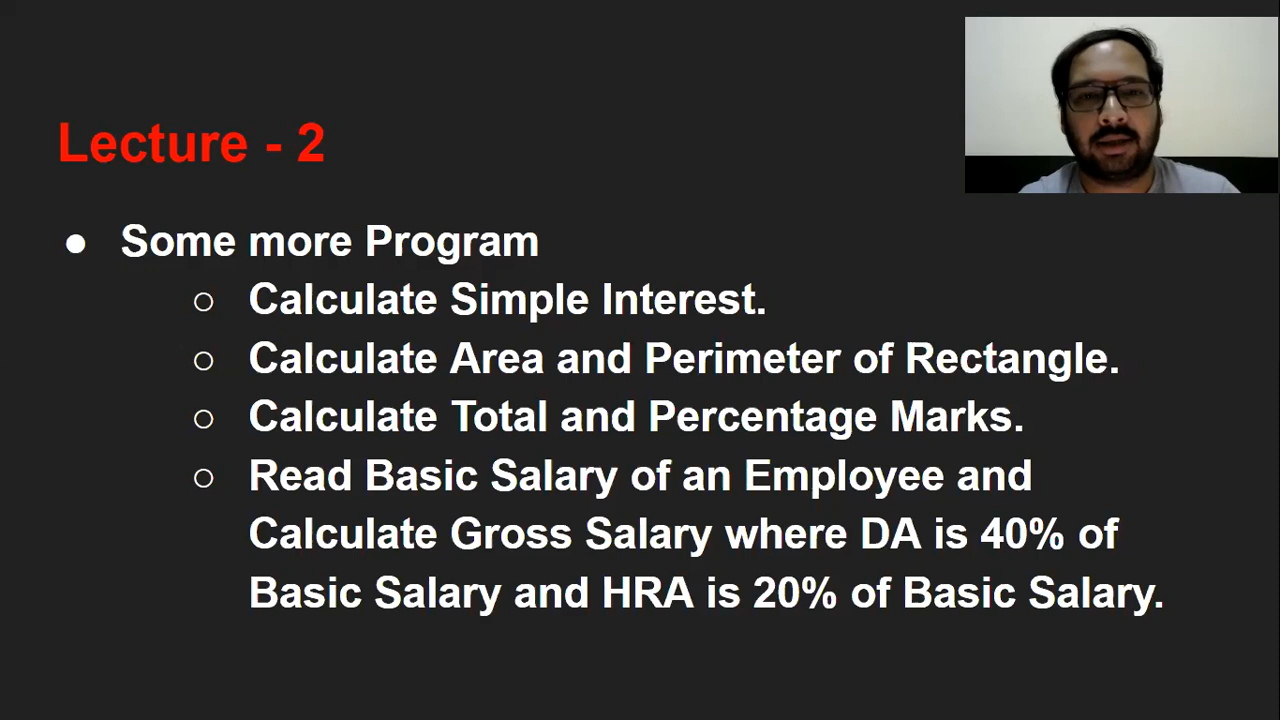 Lecture - 2
● Some more Program
○ Calculate Simple Interest.
○ Calculate Area and Perimeter of Rectangle.
○ Calculate Total and Percentage Marks.
○ Read Basic Salary of an Employee and
Calculate Gross Salary where DA is 40% of
Basic Salary and HRA is 20% of Basic Salary.